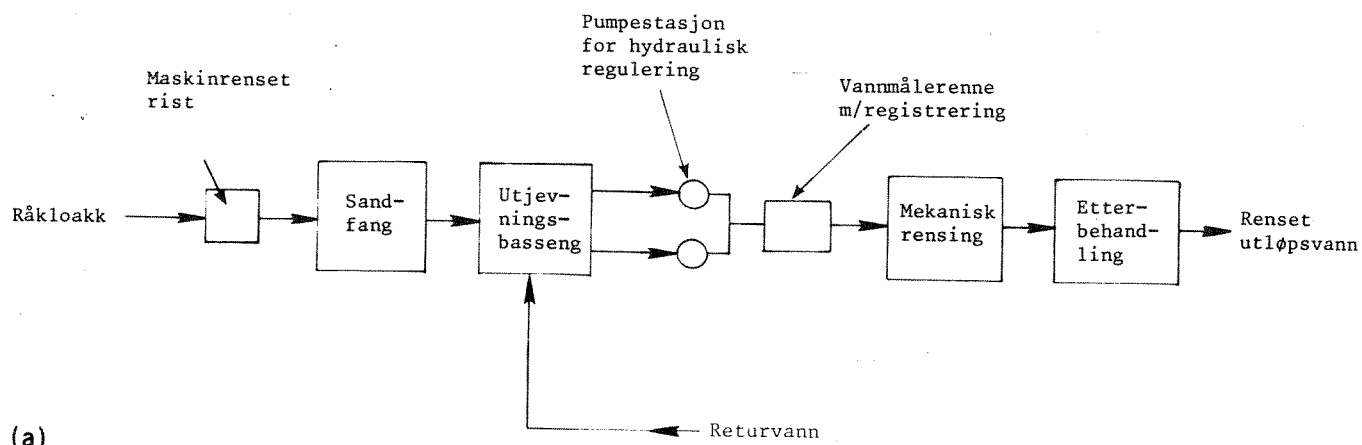 Pumpestasjon
for hydraulisk
regulering
Maskinrenset
rist
Vannmålerenne
m/registrering
Råkloakk
Sand-
fang
Utjev-
nings-
basseng
Mekanisk
rensing
Etter-
behand-
ling
Renset
utløpsvann
Returvann
(a)